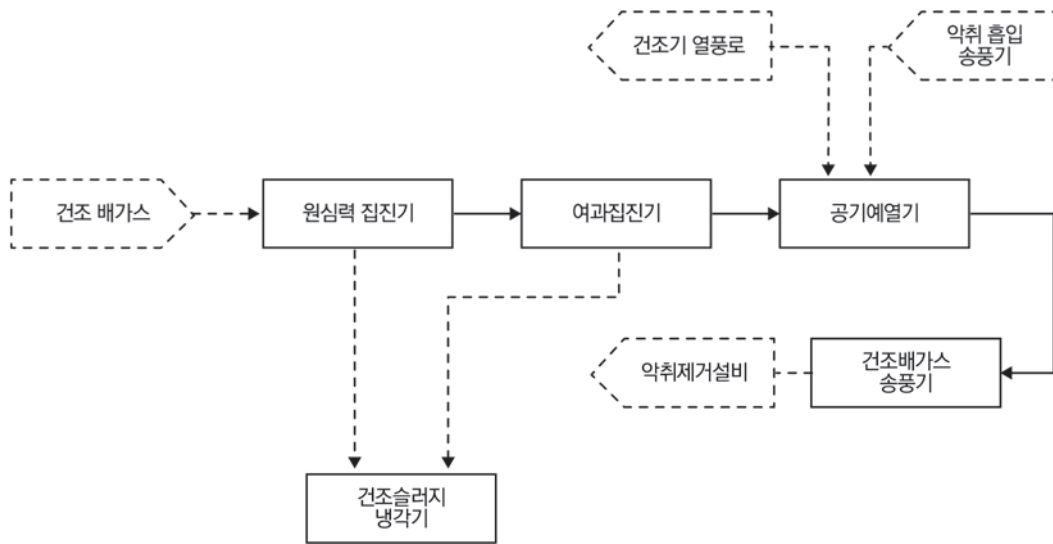 건조기 열풍로
악취 흡입
송풍기
건조 배가스
원심력 집진기
여과집진기
공기예열기
악취제거설비
건조배가스
송풍기
건조슬러지
냉각기